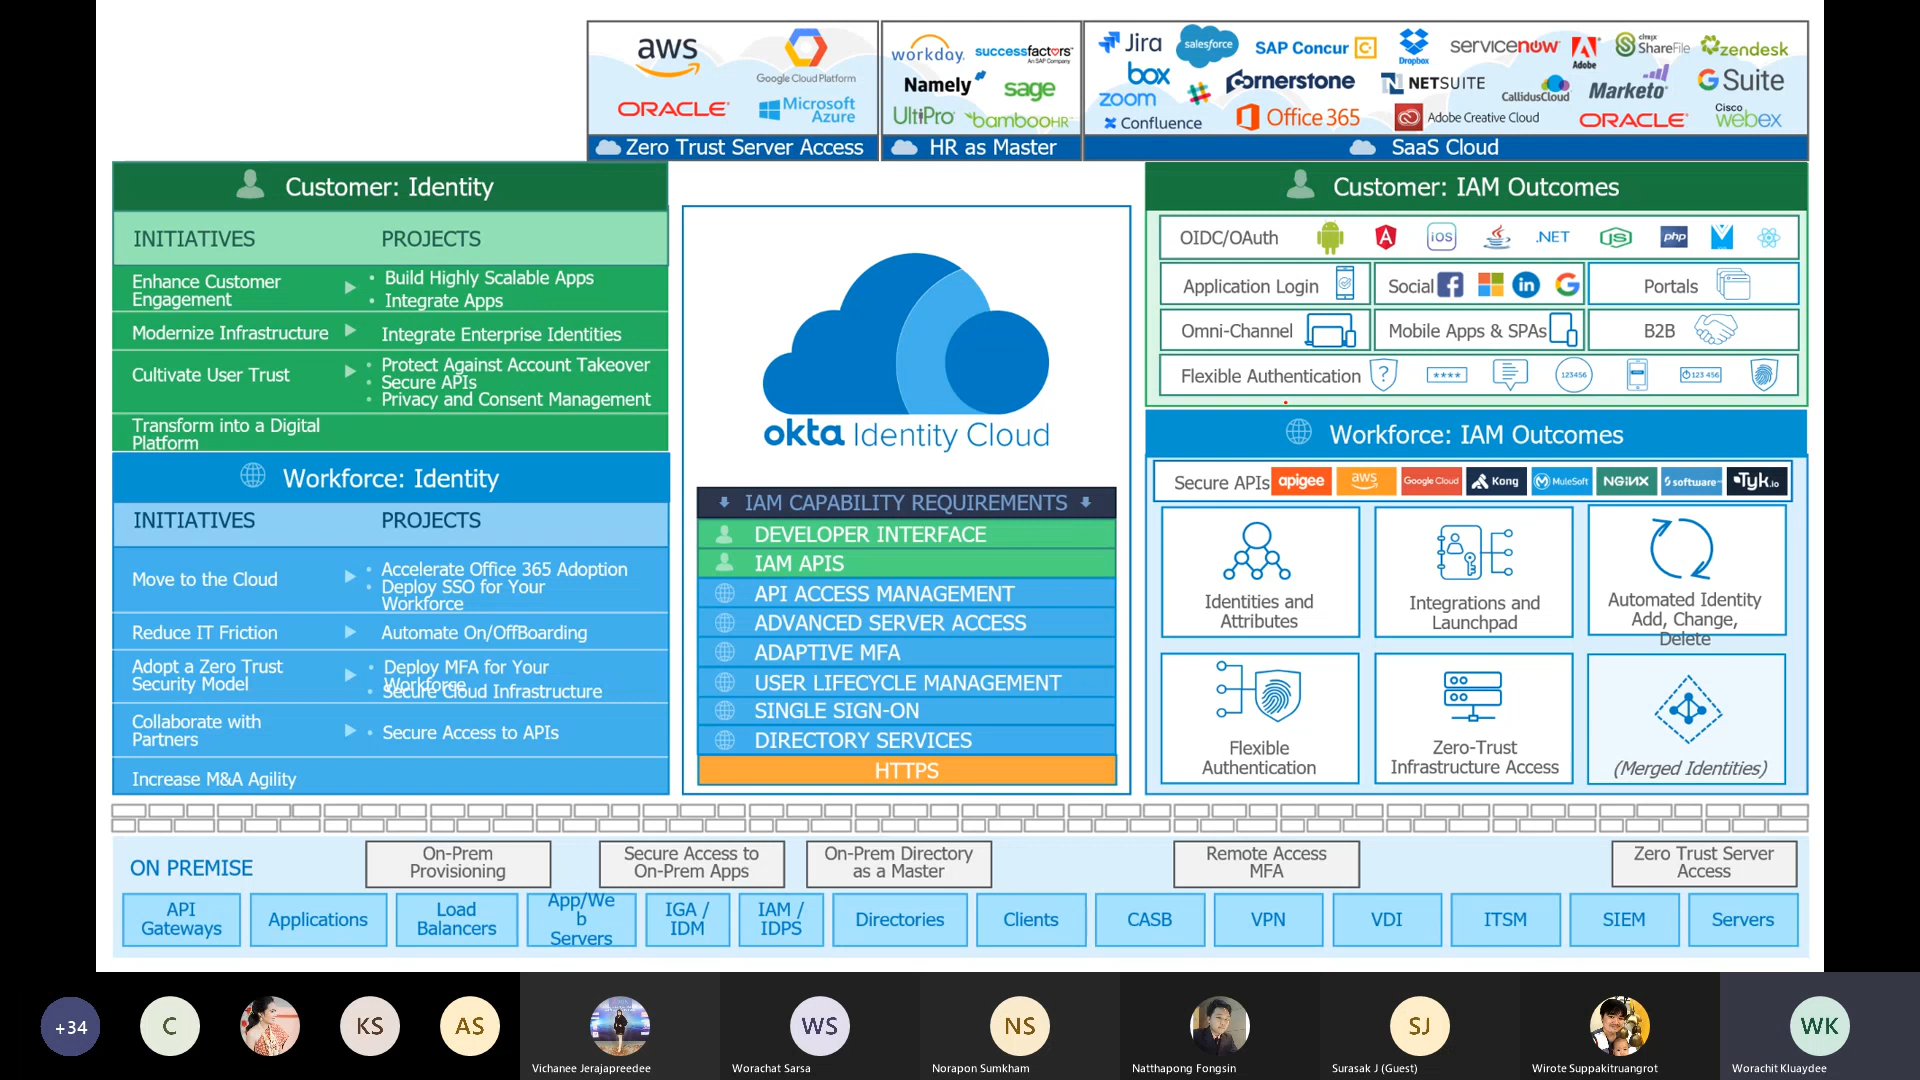 aws
Google Cloud Platform
ORACLE
Microsoft
Azure
Zero Trust Server Access
workday.
successfactors
An SAP Company
Namely
sage
UltiPro
bambooHR
HR as Master
Jira
salesforce
SAP Concur
Dropbox
servicenow
Adobe
citrix
ShareFile
zendesk
box
Cornerstone
NETSUITE
CallidusCloud
Marketo
G Suite
zoom
Confluence
Office 365
Adobe Creative Cloud
ORACLE
Cisco
webex
SaaS Cloud
Customer: Identity
INITIATIVES
PROJECTS
Enhance Customer
Engagement
• Build Highly Scalable Apps
• Integrate Apps
Modernize Infrastructure
Integrate Enterprise Identities
Cultivate User Trust
• Protect Against Account Takeover
• Secure APIs
• Privacy and Consent Management
Transform into a Digital
Platform
Workforce: Identity
INITIATIVES
PROJECTS
Move to the Cloud
• Accelerate Office 365 Adoption
• Deploy SSO for Your
Workforce
Reduce IT Friction
Automate On/OffBoarding
Adopt a Zero Trust
Security Model
• Deploy MFA for Your
Workforce
• Secure Cloud Infrastructure
Collaborate with
Partners
• Secure Access to APIs
Increase M&A Agility
okta Identity Cloud
IAM CAPABILITY REQUIREMENTS
DEVELOPER INTERFACE
IAM APIS
API ACCESS MANAGEMENT
ADVANCED SERVER ACCESS
ADAPTIVE MFA
USER LIFECYCLE MANAGEMENT
SINGLE SIGN-ON
DIRECTORY SERVICES
HTTPS
Customer: IAM Outcomes
OIDC/OAuth
A
iOS
.NET
JS
php
Application Login
Social
in
Portals
Omni-Channel
Mobile Apps & SPAs
B2B
Flexible Authentication
?
****
123456
123 456
Workforce: IAM Outcomes
Secure APIs
apigee
aws
Google Cloud
Kong
MuleSoft
NGINX
software
Tyk.io
Identities and
Attributes
Integrations and
Launchpad
Automated Identity
Add, Change,
Delete
Flexible
Authentication
Zero-Trust
Infrastructure Access
(Merged Identities)
ON PREMISE
On-Prem
Provisioning
Secure Access to
On-Prem Apps
On-Prem Directory
as a Master
Remote Access
MFA
Zero Trust Server
Access
API
Gateways
Applications
Load
Balancers
App/We
b
Servers
IGA /
IDM
IAM /
IDPS
Directories
Clients
CASB
VPN
VDI
ITSM
SIEM
Servers
+34
C
KS
AS
Vichanee Jerajapreedee
WS
Worachat Sarsa
NS
Norapon Sumkham
Natthapong Fongsin
SJ
Surasak J (Guest)
Wirote Suppakitruangrot
WK
Worachit Kluaydee